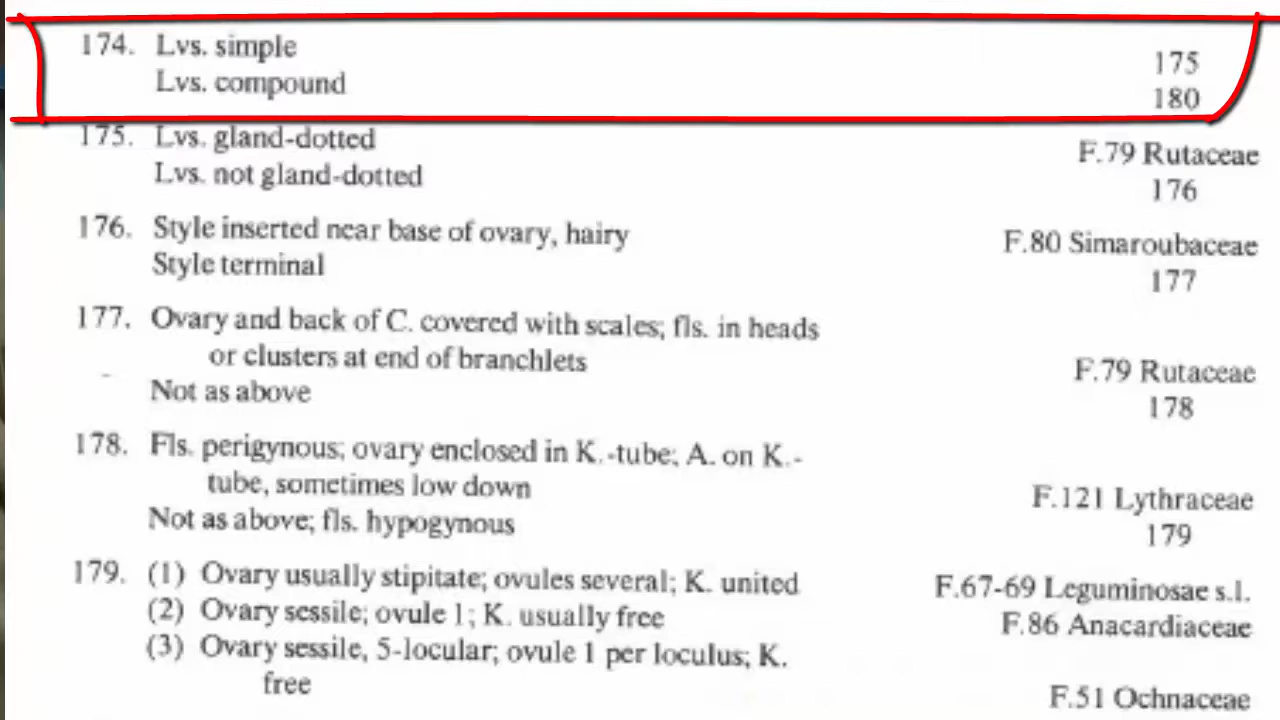 174. Lvs. simple 175
Lvs. compound 180
175. Lvs. gland-dotted F.79 Rutaceae
Lvs. not gland-dotted 176
176. Style inserted near base of ovary, hairy F.80 Simaroubaceae
Style terminal 177
177. Ovary and back of C. covered with scales; fls. in heads
or clusters at end of branchlets F.79 Rutaceae
Not as above 178
178. Fls. perigynous; ovary enclosed in K.-tube; A. on K.-
tube, sometimes low down F.121 Lythraceae
Not as above; fls. hypogynous 179
179. (1) Ovary usually stipitate; ovules several; K. united F.67-69 Leguminosae s.l.
(2) Ovary sessile; ovule 1; K. usually free F.86 Anacardiaceae
(3) Ovary sessile, 5-locular; ovule 1 per loculus; K.
free F.51 Ochnaceae